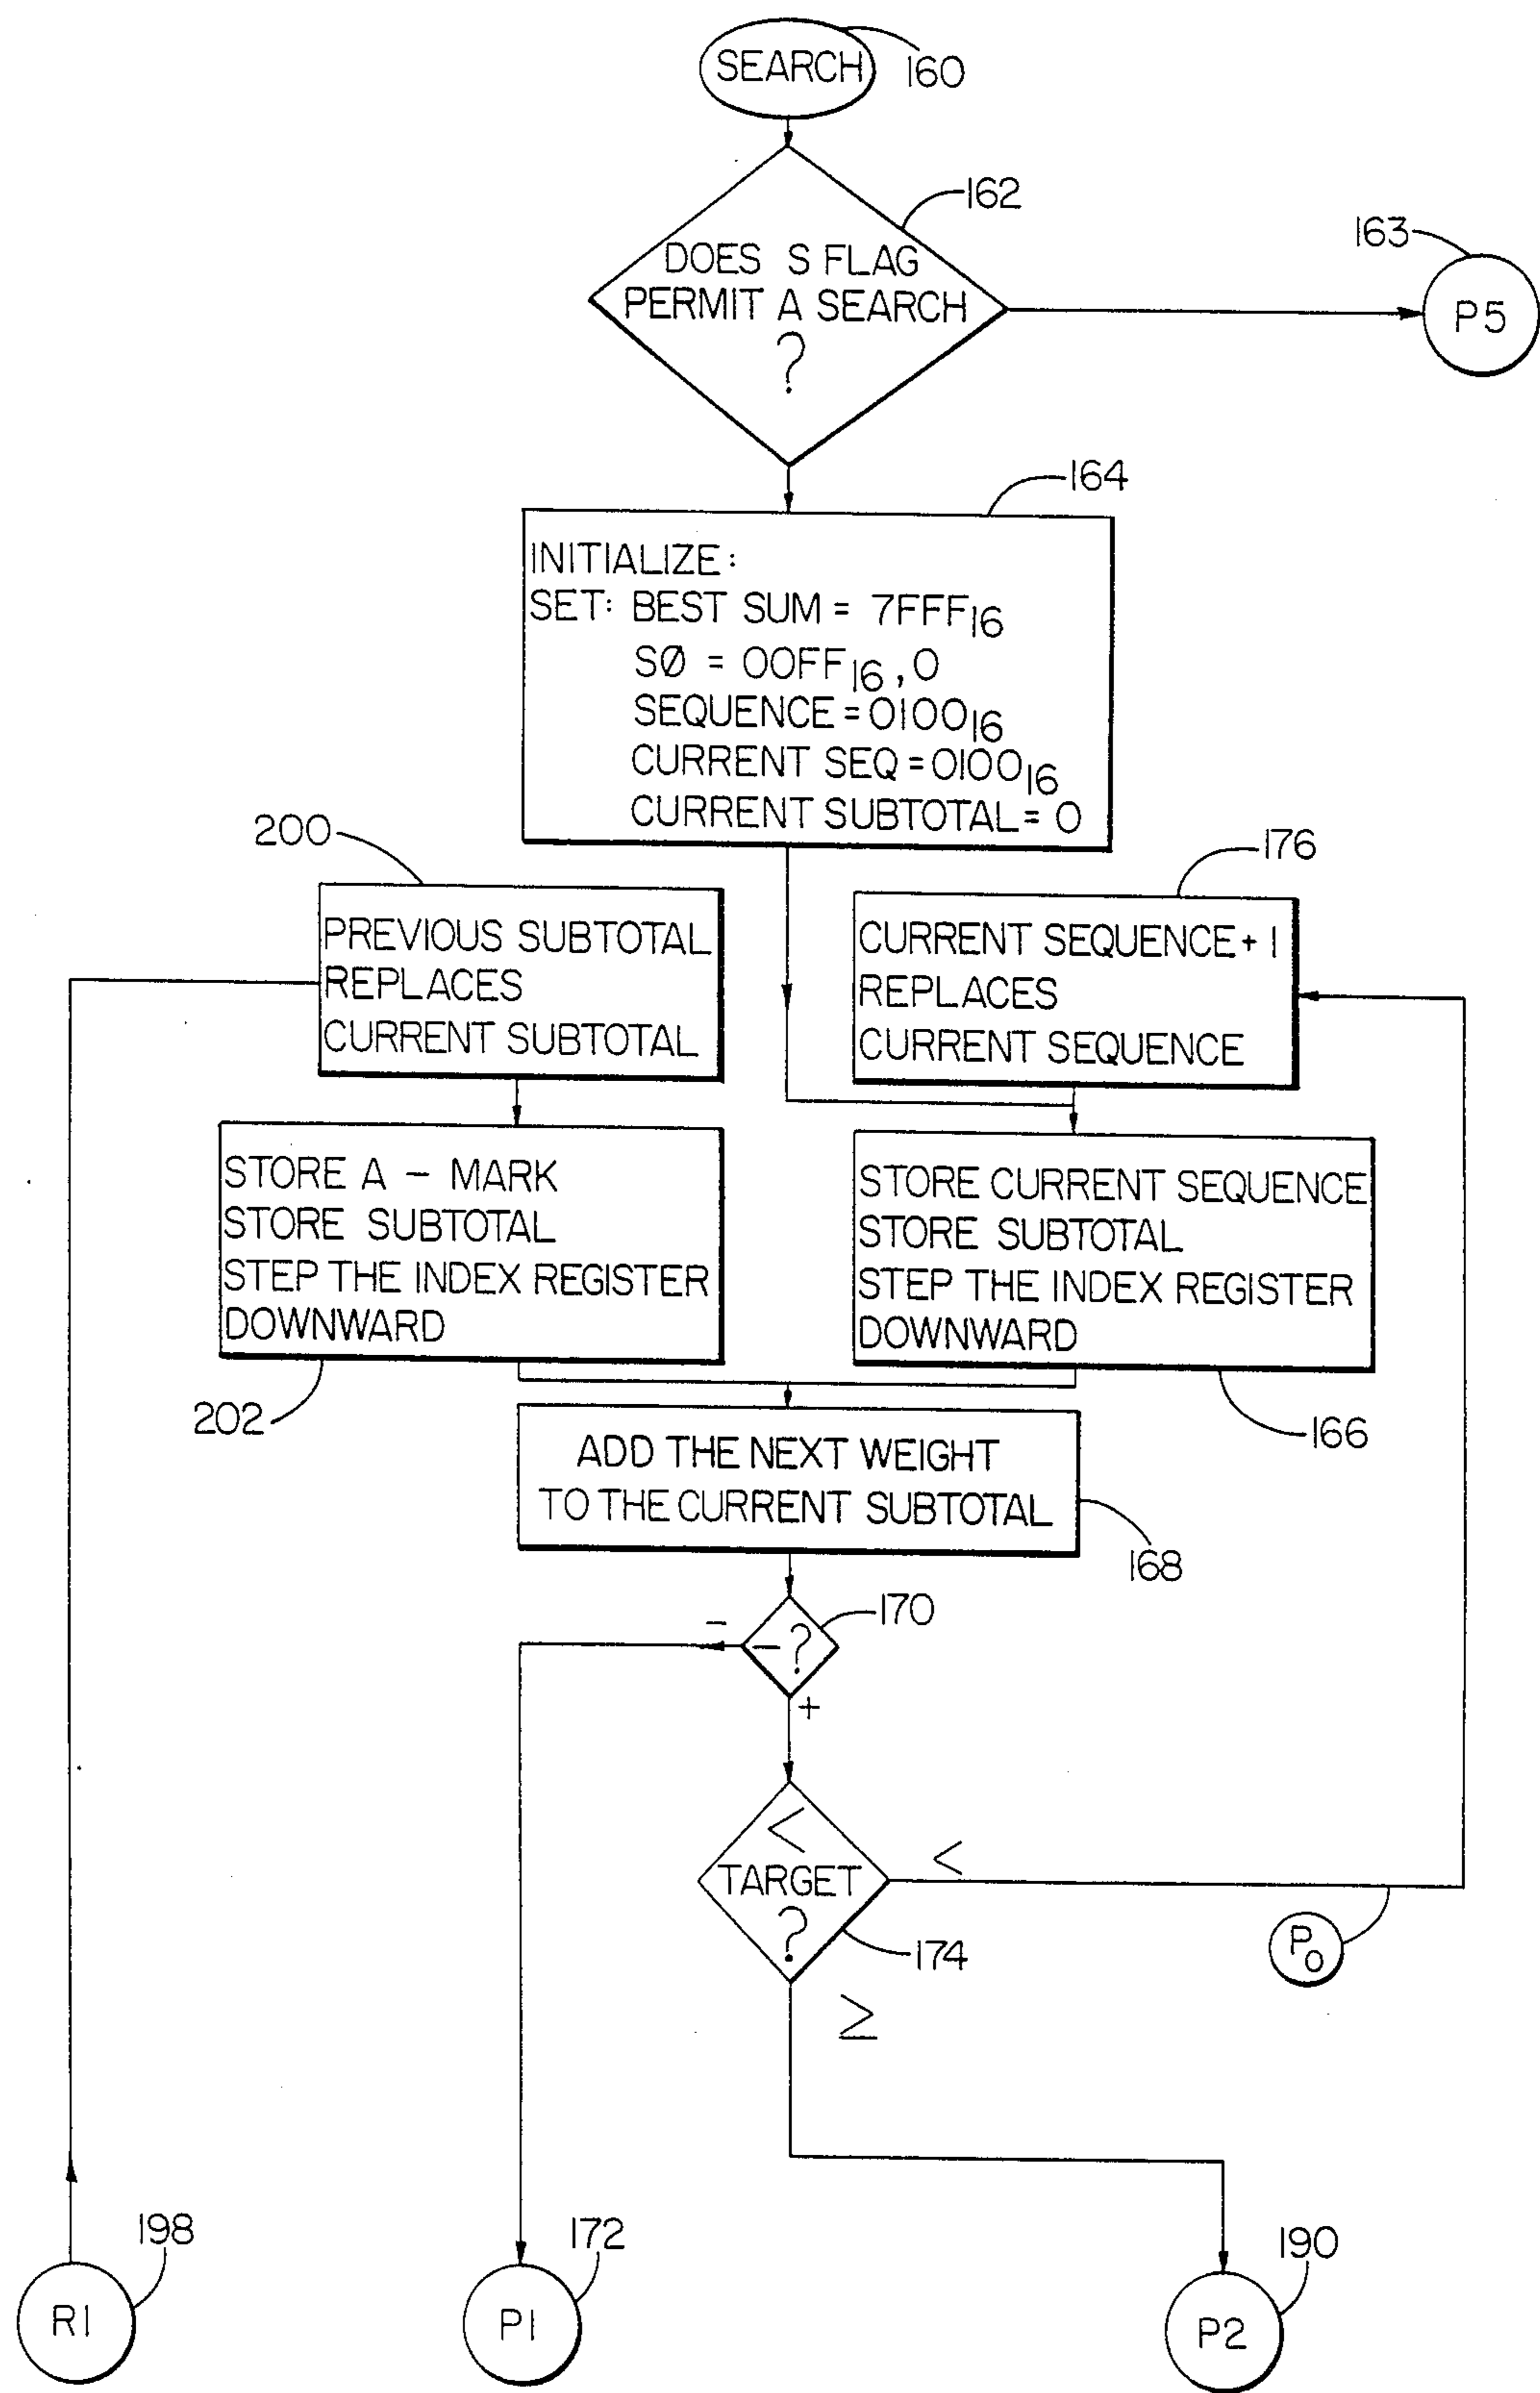 SEARCH
160
162
DOES S FLAG
PERMIT A SEARCH
?
163
P5
164
INITIALIZE:
SET: BEST SUM = 7FFF₁₆
SØ = 00FF₁₆,0
SEQUENCE = 0100₁₆
CURRENT SEQ = 0100₁₆
CURRENT SUBTOTAL = 0
200
PREVIOUS SUBTOTAL
REPLACES
CURRENT SUBTOTAL
176
CURRENT SEQUENCE + 1
REPLACES
CURRENT SEQUENCE
STORE A – MARK
STORE SUBTOTAL
STEP THE INDEX REGISTER
DOWNWARD
202
STORE CURRENT SEQUENCE
STORE SUBTOTAL
STEP THE INDEX REGISTER
DOWNWARD
166
ADD THE NEXT WEIGHT
TO THE CURRENT SUBTOTAL
168
170
–
–?
+
<
TARGET
?
<
174
P₀
≥
198
R1
172
P1
190
P2